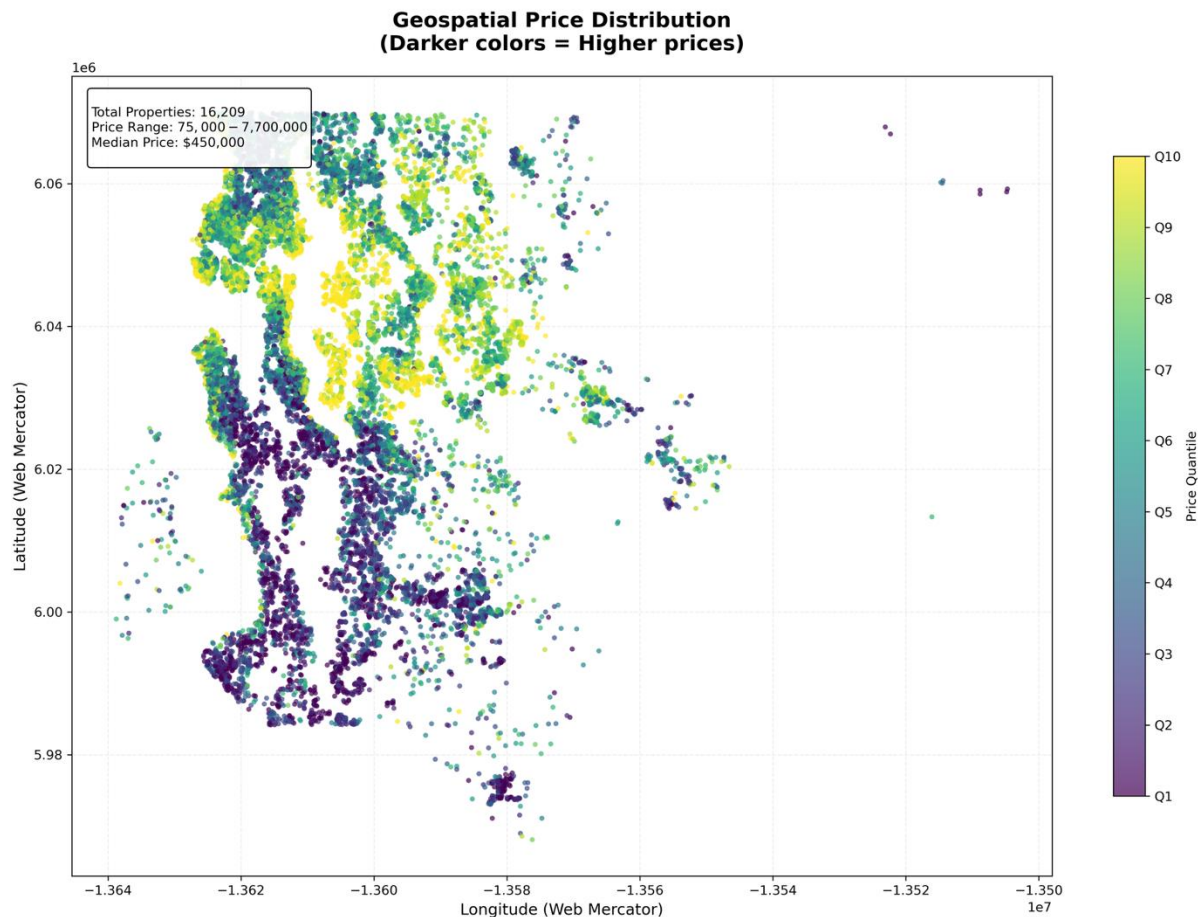 Geospatial Price Distribution
(Darker colors = Higher prices)
1e6
Total Properties: 16,209
Price Range: 75,000 − 7,700,000
Median Price: $450,000
6.06
6.04
6.02
6.00
5.98
Latitude (Web Mercator)
−1.364
−1.362
−1.360
−1.358
−1.356
−1.354
−1.352
−1.350
1e7
Longitude (Web Mercator)
Q10
Q9
Q8
Q7
Q6
Q5
Q4
Q3
Q2
Q1
Price Quantile